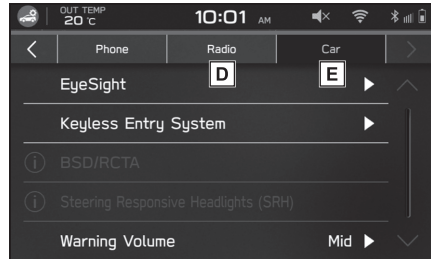 OUT TEMP
20 °C
10:01 AM
Phone
Radio
Car
D
E
EyeSight
Keyless Entry System
BSD/RCTA
Steering Responsive Headlights (SRH)
Warning Volume
Mid